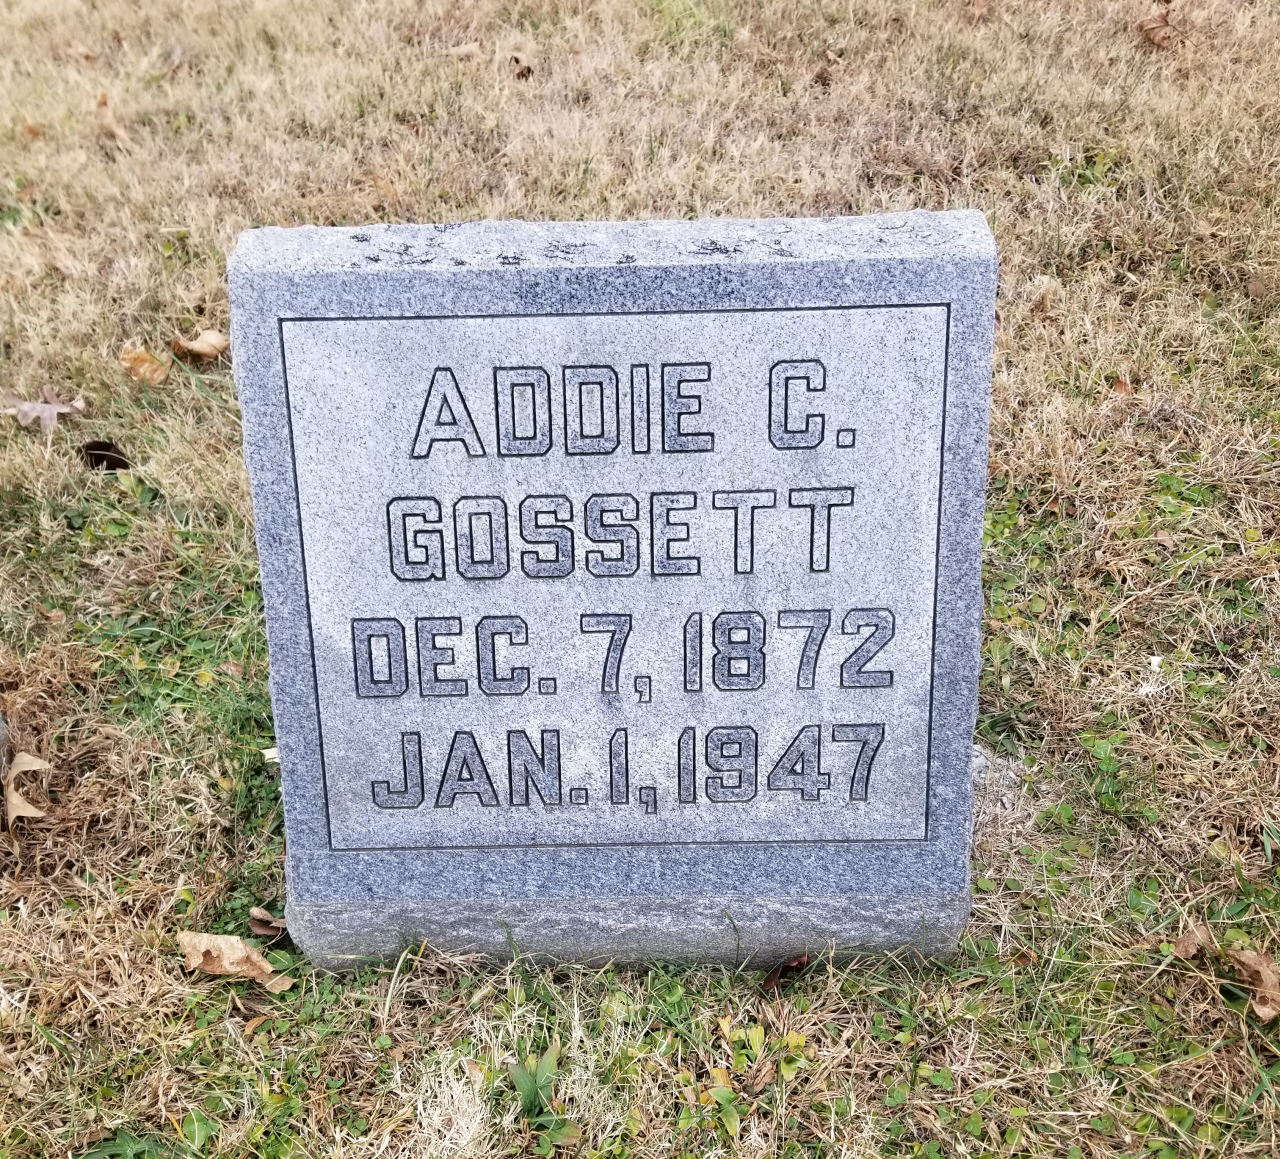 ADDIE C.
GOSSETT
DEC. 7, 1872
JAN. 1, 1947